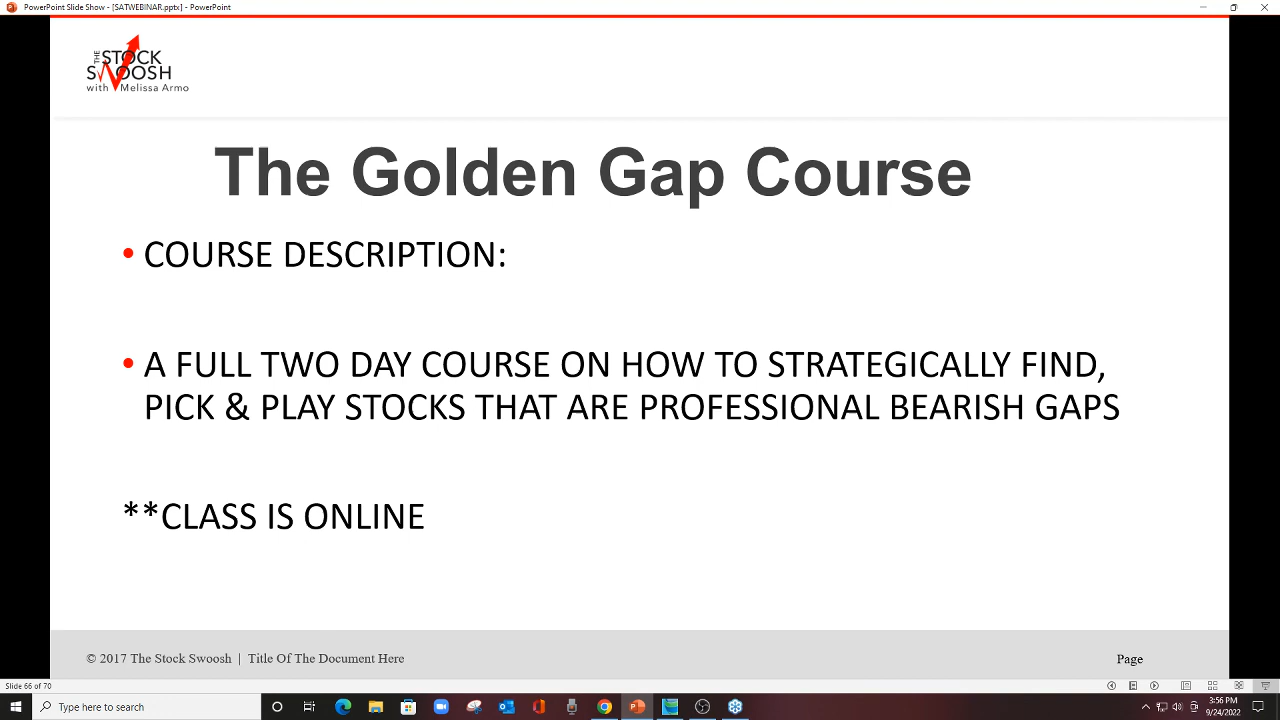 PowerPoint Slide Show - [SATWEBINAR.pptx] - PowerPoint
THE STOCK
SWOOSH
with Melissa Armo
The Golden Gap Course
• COURSE DESCRIPTION:
• A FULL TWO DAY COURSE ON HOW TO STRATEGICALLY FIND,
PICK & PLAY STOCKS THAT ARE PROFESSIONAL BEARISH GAPS
**CLASS IS ONLINE
© 2017 The Stock Swoosh | Title Of The Document Here
Page
Slide 66 of 70
Type here to search
3:56 PM
9/24/2022